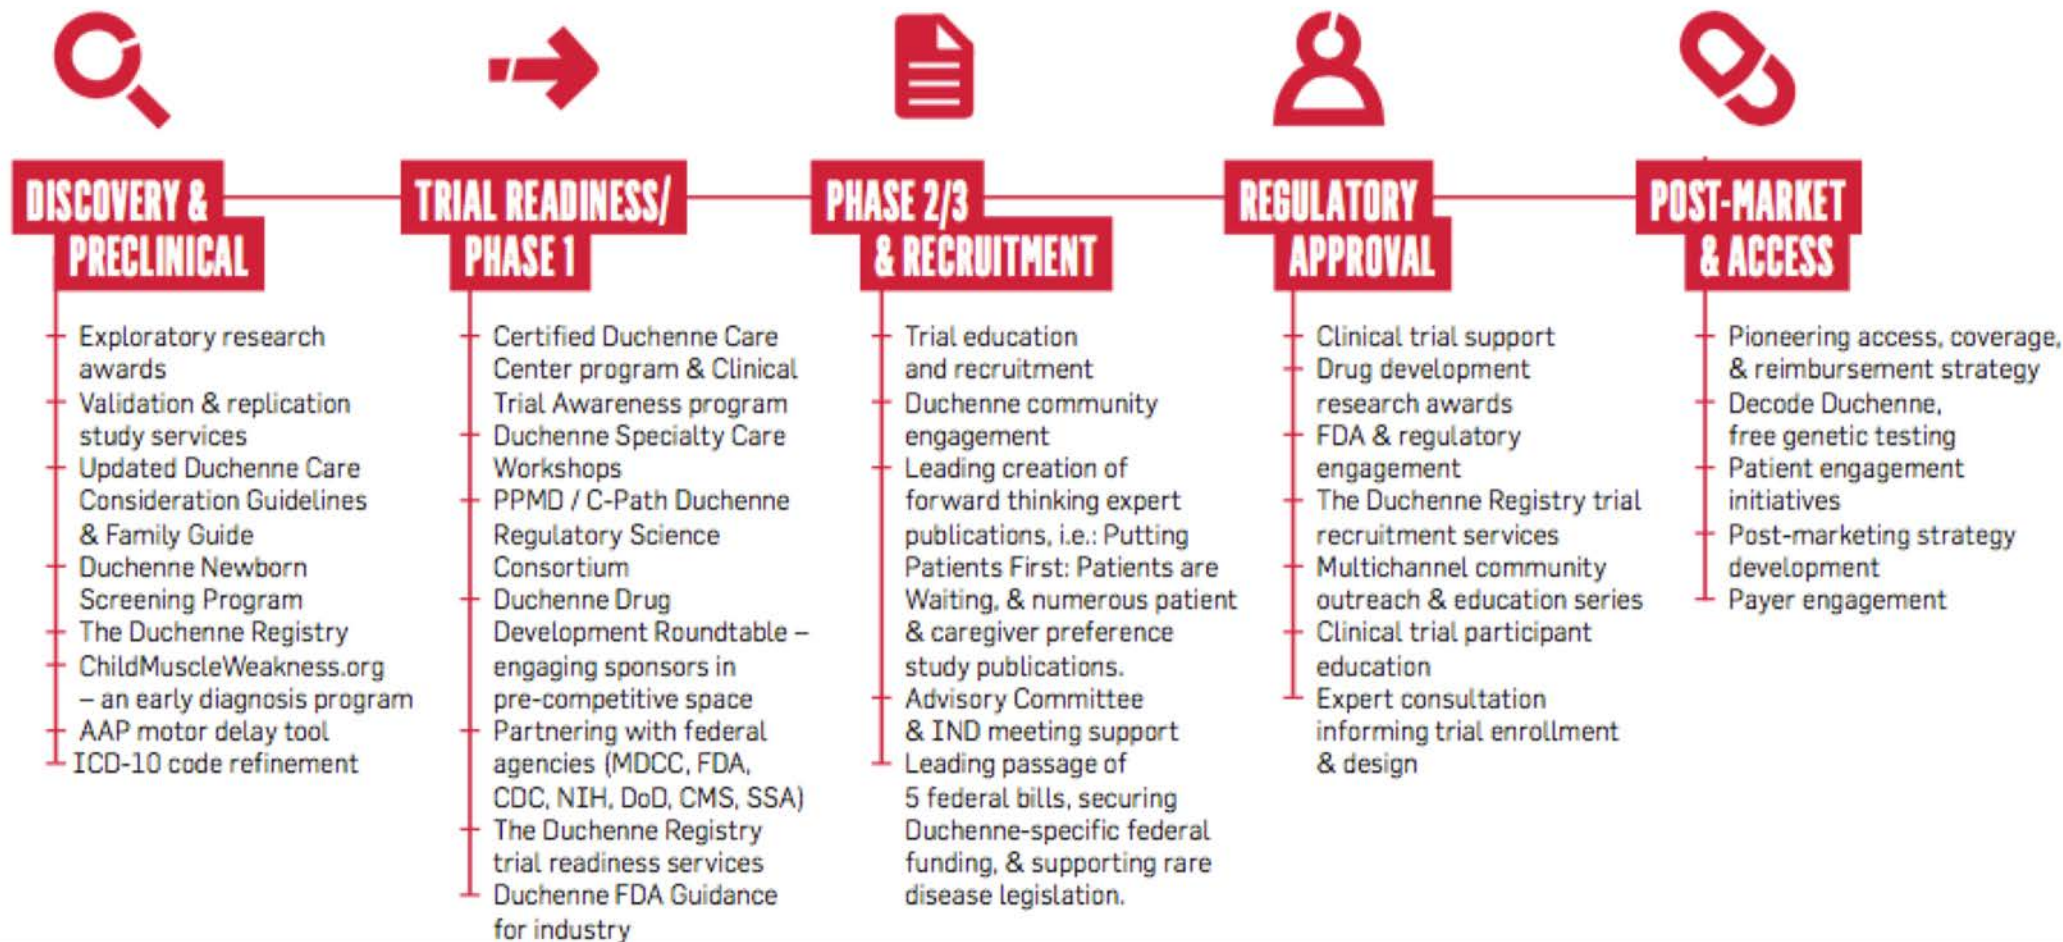 DISCOVERY &
PRECLINICAL
Exploratory research
awards
Validation & replication
study services
Updated Duchenne Care
Consideration Guidelines
& Family Guide
Duchenne Newborn
Screening Program
The Duchenne Registry
ChildMuscleWeakness.org
– an early diagnosis program
AAP motor delay tool
ICD-10 code refinement
TRIAL READINESS/
PHASE 1
Certified Duchenne Care
Center program & Clinical
Trial Awareness program
Duchenne Specialty Care
Workshops
PPMD / C-Path Duchenne
Regulatory Science
Consortium
Duchenne Drug
Development Roundtable –
engaging sponsors in
pre-competitive space
Partnering with federal
agencies (MDCC, FDA,
CDC, NIH, DoD, CMS, SSA)
The Duchenne Registry
trial readiness services
Duchenne FDA Guidance
for industry
PHASE 2/3
& RECRUITMENT
Trial education
and recruitment
Duchenne community
engagement
Leading creation of
forward thinking expert
publications, i.e.: Putting
Patients First: Patients are
Waiting, & numerous patient
& caregiver preference
study publications.
Advisory Committee
& IND meeting support
Leading passage of
5 federal bills, securing
Duchenne-specific federal
funding, & supporting rare
disease legislation.
REGULATORY
APPROVAL
Clinical trial support
Drug development
research awards
FDA & regulatory
engagement
The Duchenne Registry trial
recruitment services
Multichannel community
outreach & education series
Clinical trial participant
education
Expert consultation
informing trial enrollment
& design
POST-MARKET
& ACCESS
Pioneering access, coverage,
& reimbursement strategy
Decode Duchenne,
free genetic testing
Patient engagement
initiatives
Post-marketing strategy
development
Payer engagement